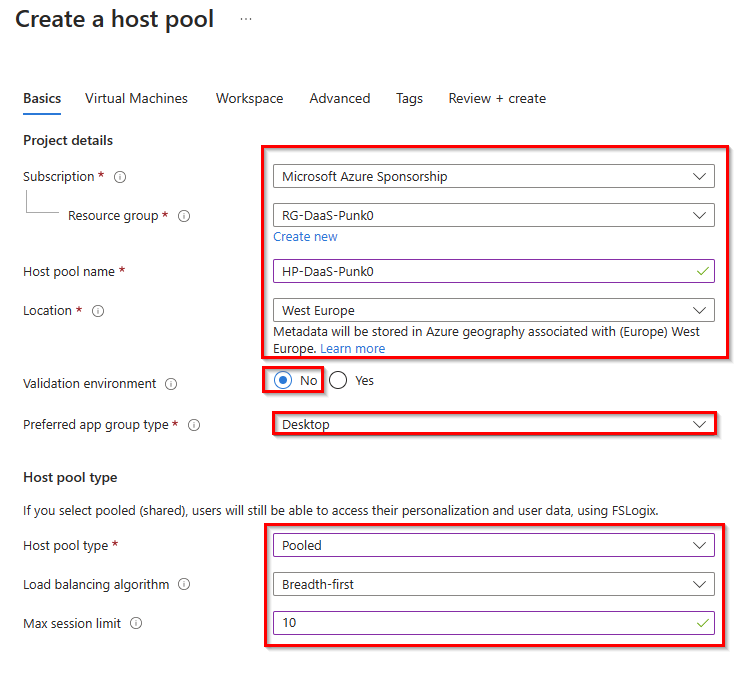 Create a host pool ...
Basics Virtual Machines Workspace Advanced Tags Review + create
Project details
Subscription * Microsoft Azure Sponsorship
Resource group * RG-DaaS-Punk0
Create new
Host pool name * HP-DaaS-Punk0
Location * West Europe
Metadata will be stored in Azure geography associated with (Europe) West
Europe. Learn more
Validation environment No Yes
Preferred app group type * Desktop
Host pool type
If you select pooled (shared), users will still be able to access their personalization and user data, using FSLogix.
Host pool type * Pooled
Load balancing algorithm Breadth-first
Max session limit 10